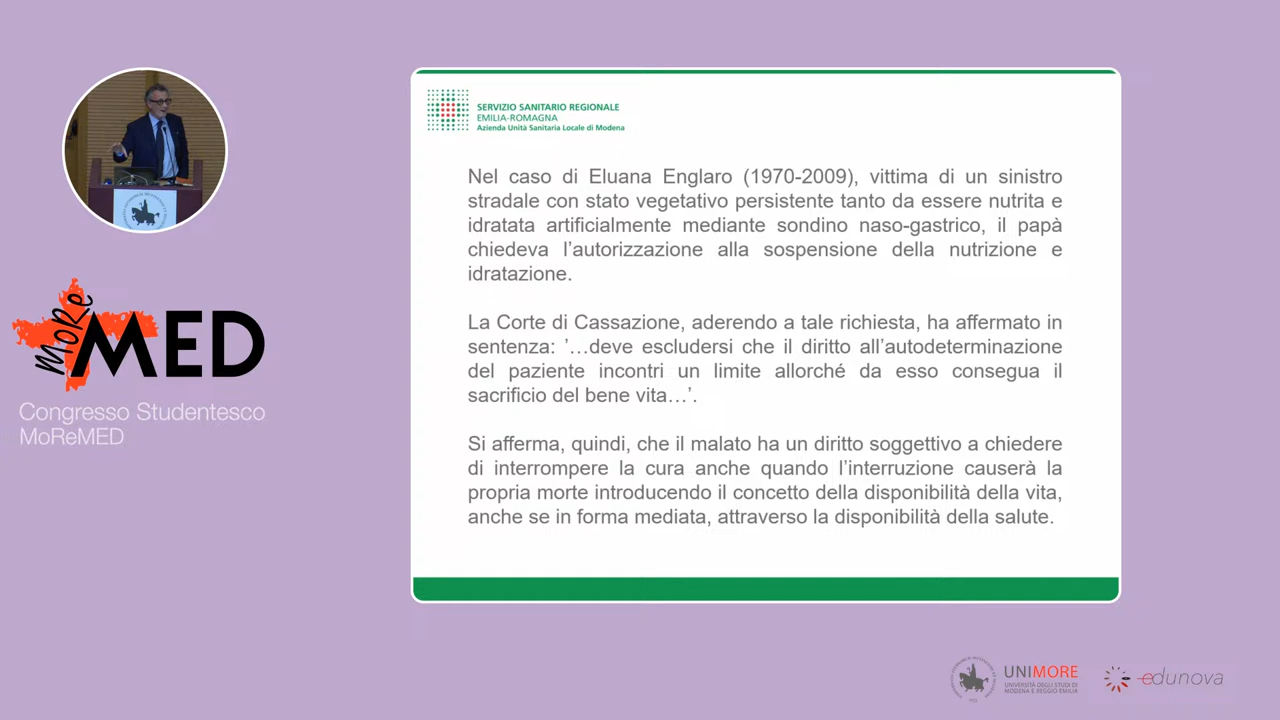 SERVIZIO SANITARIO REGIONALE
EMILIA-ROMAGNA
Azienda Unità Sanitaria Locale di Modena
Nel caso di Eluana Englaro (1970-2009), vittima di un sinistro
stradale con stato vegetativo persistente tanto da essere nutrita e
idratata artificialmente mediante sondino naso-gastrico, il papà
chiedeva l’autorizzazione alla sospensione della nutrizione e
idratazione.
La Corte di Cassazione, aderendo a tale richiesta, ha affermato in
sentenza: ’…deve escludersi che il diritto all’autodeterminazione
del paziente incontri un limite allorché da esso consegua il
sacrificio del bene vita…’.
Si afferma, quindi, che il malato ha un diritto soggettivo a chiedere
di interrompere la cura anche quando l’interruzione causerà la
propria morte introducendo il concetto della disponibilità della vita,
anche se in forma mediata, attraverso la disponibilità della salute.
MoRe MED
Congresso Studentesco
MoReMED
UNIMORE
UNIVERSITÀ DEGLI STUDI DI
MODENA E REGGIO EMILIA
edunova